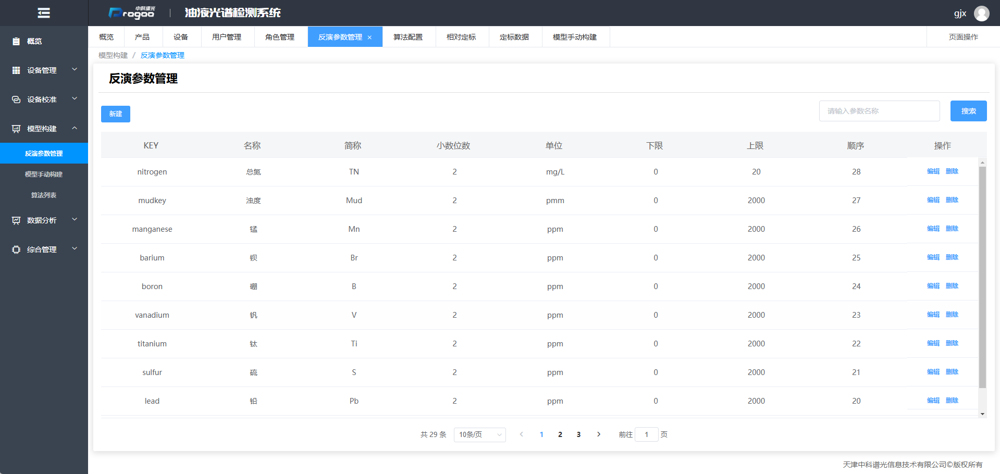 中科谱光
Dragoo
油液光谱检测系统
gjx
概览
设备管理
设备校准
模型构建
反演参数管理
模型手动构建
算法列表
数据分析
综合管理
概览 产品 设备 用户管理 角色管理 反演参数管理 × 算法配置 相对定标 定标数据 模型手动构建 页面操作
模型构建 / 反演参数管理
反演参数管理
新建 请输入参数名称 搜索
KEY 名称 简称 小数位数 单位 下限 上限 顺序 操作
nitrogen 总氮 TN 2 mg/L 0 20 28 编辑 删除
mudkey 浊度 Mud 2 pmm 0 2000 27 编辑 删除
manganese 锰 Mn 2 ppm 0 2000 26 编辑 删除
barium 钡 Br 2 ppm 0 2000 25 编辑 删除
boron 硼 B 2 ppm 0 2000 24 编辑 删除
vanadium 钒 V 2 ppm 0 2000 23 编辑 删除
titanium 钛 Ti 2 ppm 0 2000 22 编辑 删除
sulfur 硫 S 2 ppm 0 2000 21 编辑 删除
lead 铅 Pb 2 ppm 0 2000 20 编辑 删除
共 29 条 10条/页 1 2 3 前往 1 页
天津中科谱光信息技术有限公司©版权所有